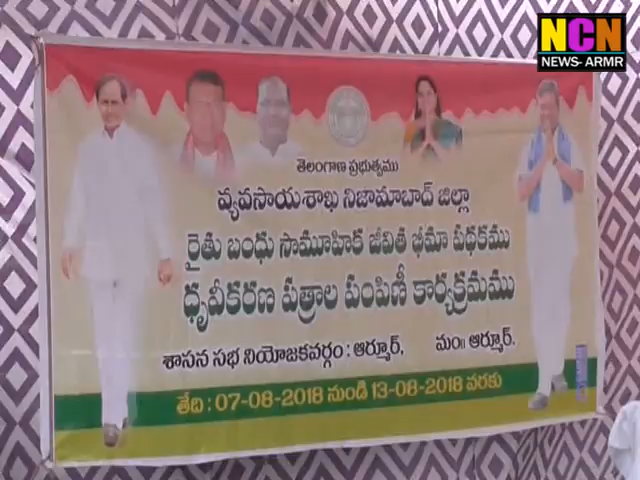 NCN
NEWS- ARMR
తెలంగాణ ప్రభుత్వము
వ్యవసాయశాఖ నిజామాబాద్ జిల్లా
రైతు బంధు సామూహిక జీవిత భీమా పథకము
ధృవీకరణ పత్రాల పంపిణీ కార్యక్రమము
శాసన సభ నియోజకవర్గం : ఆర్మూర్, మం॥ ఆర్మూర్.
తేది : 07-08-2018 నుండి 13-08-2018 వరకు